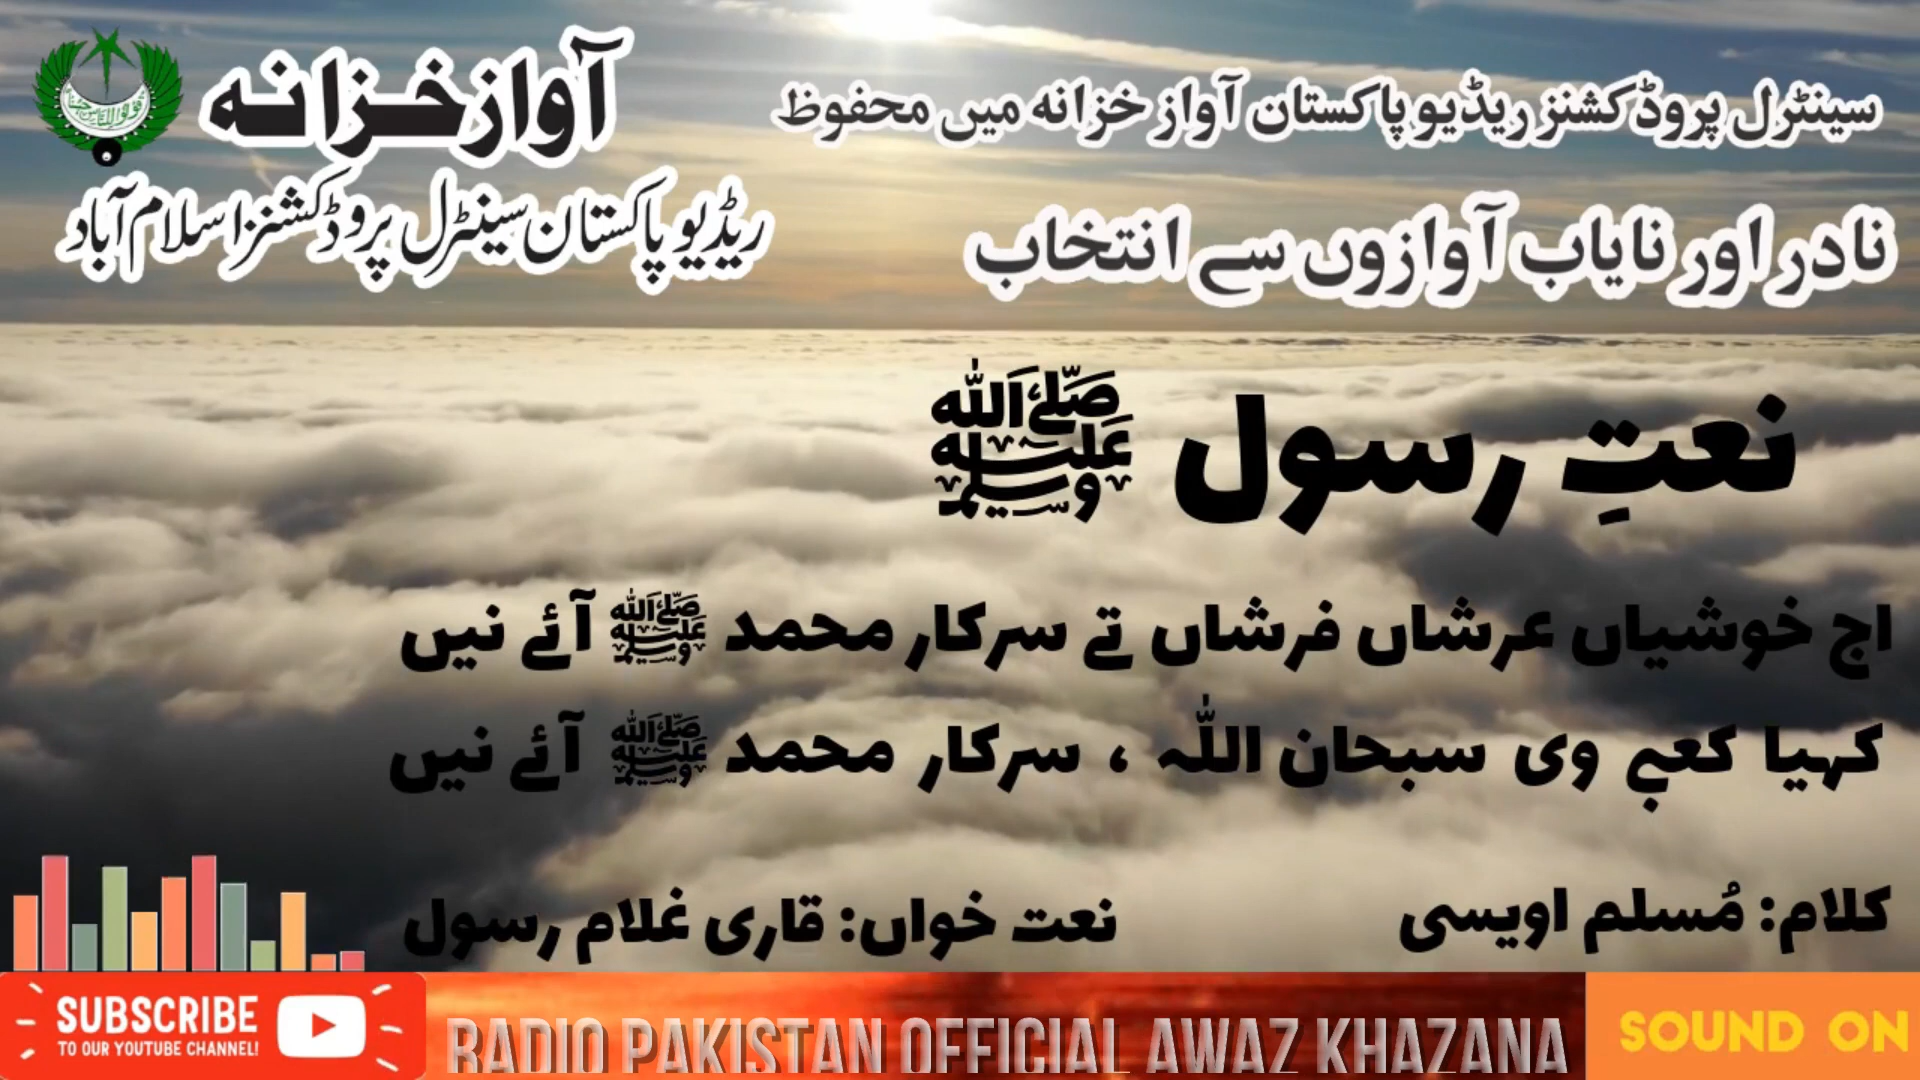 آواز خزانہ
ریڈیو پاکستان سینٹرل پروڈکشنز اسلام آباد
سینٹرل پروڈکشنز ریڈیو پاکستان آواز خزانہ میں محفوظ
نادر اور نایاب آوازوں سے انتخاب
نعتِ رسول ﷺ
اج خوشیاں عرشاں فرشاں تے سرکار محمد ﷺ آئے نیں
کہیا کعبے وی سبحان اللہ ، سرکار محمد ﷺ آئے نیں
کلام: مُسلم اویسی
نعت خواں: قاری غلام رسول
SUBSCRIBE
TO OUR YOUTUBE CHANNEL!
RADIO PAKISTAN OFFICIAL AWAZ KHAZANA
SOUND ON